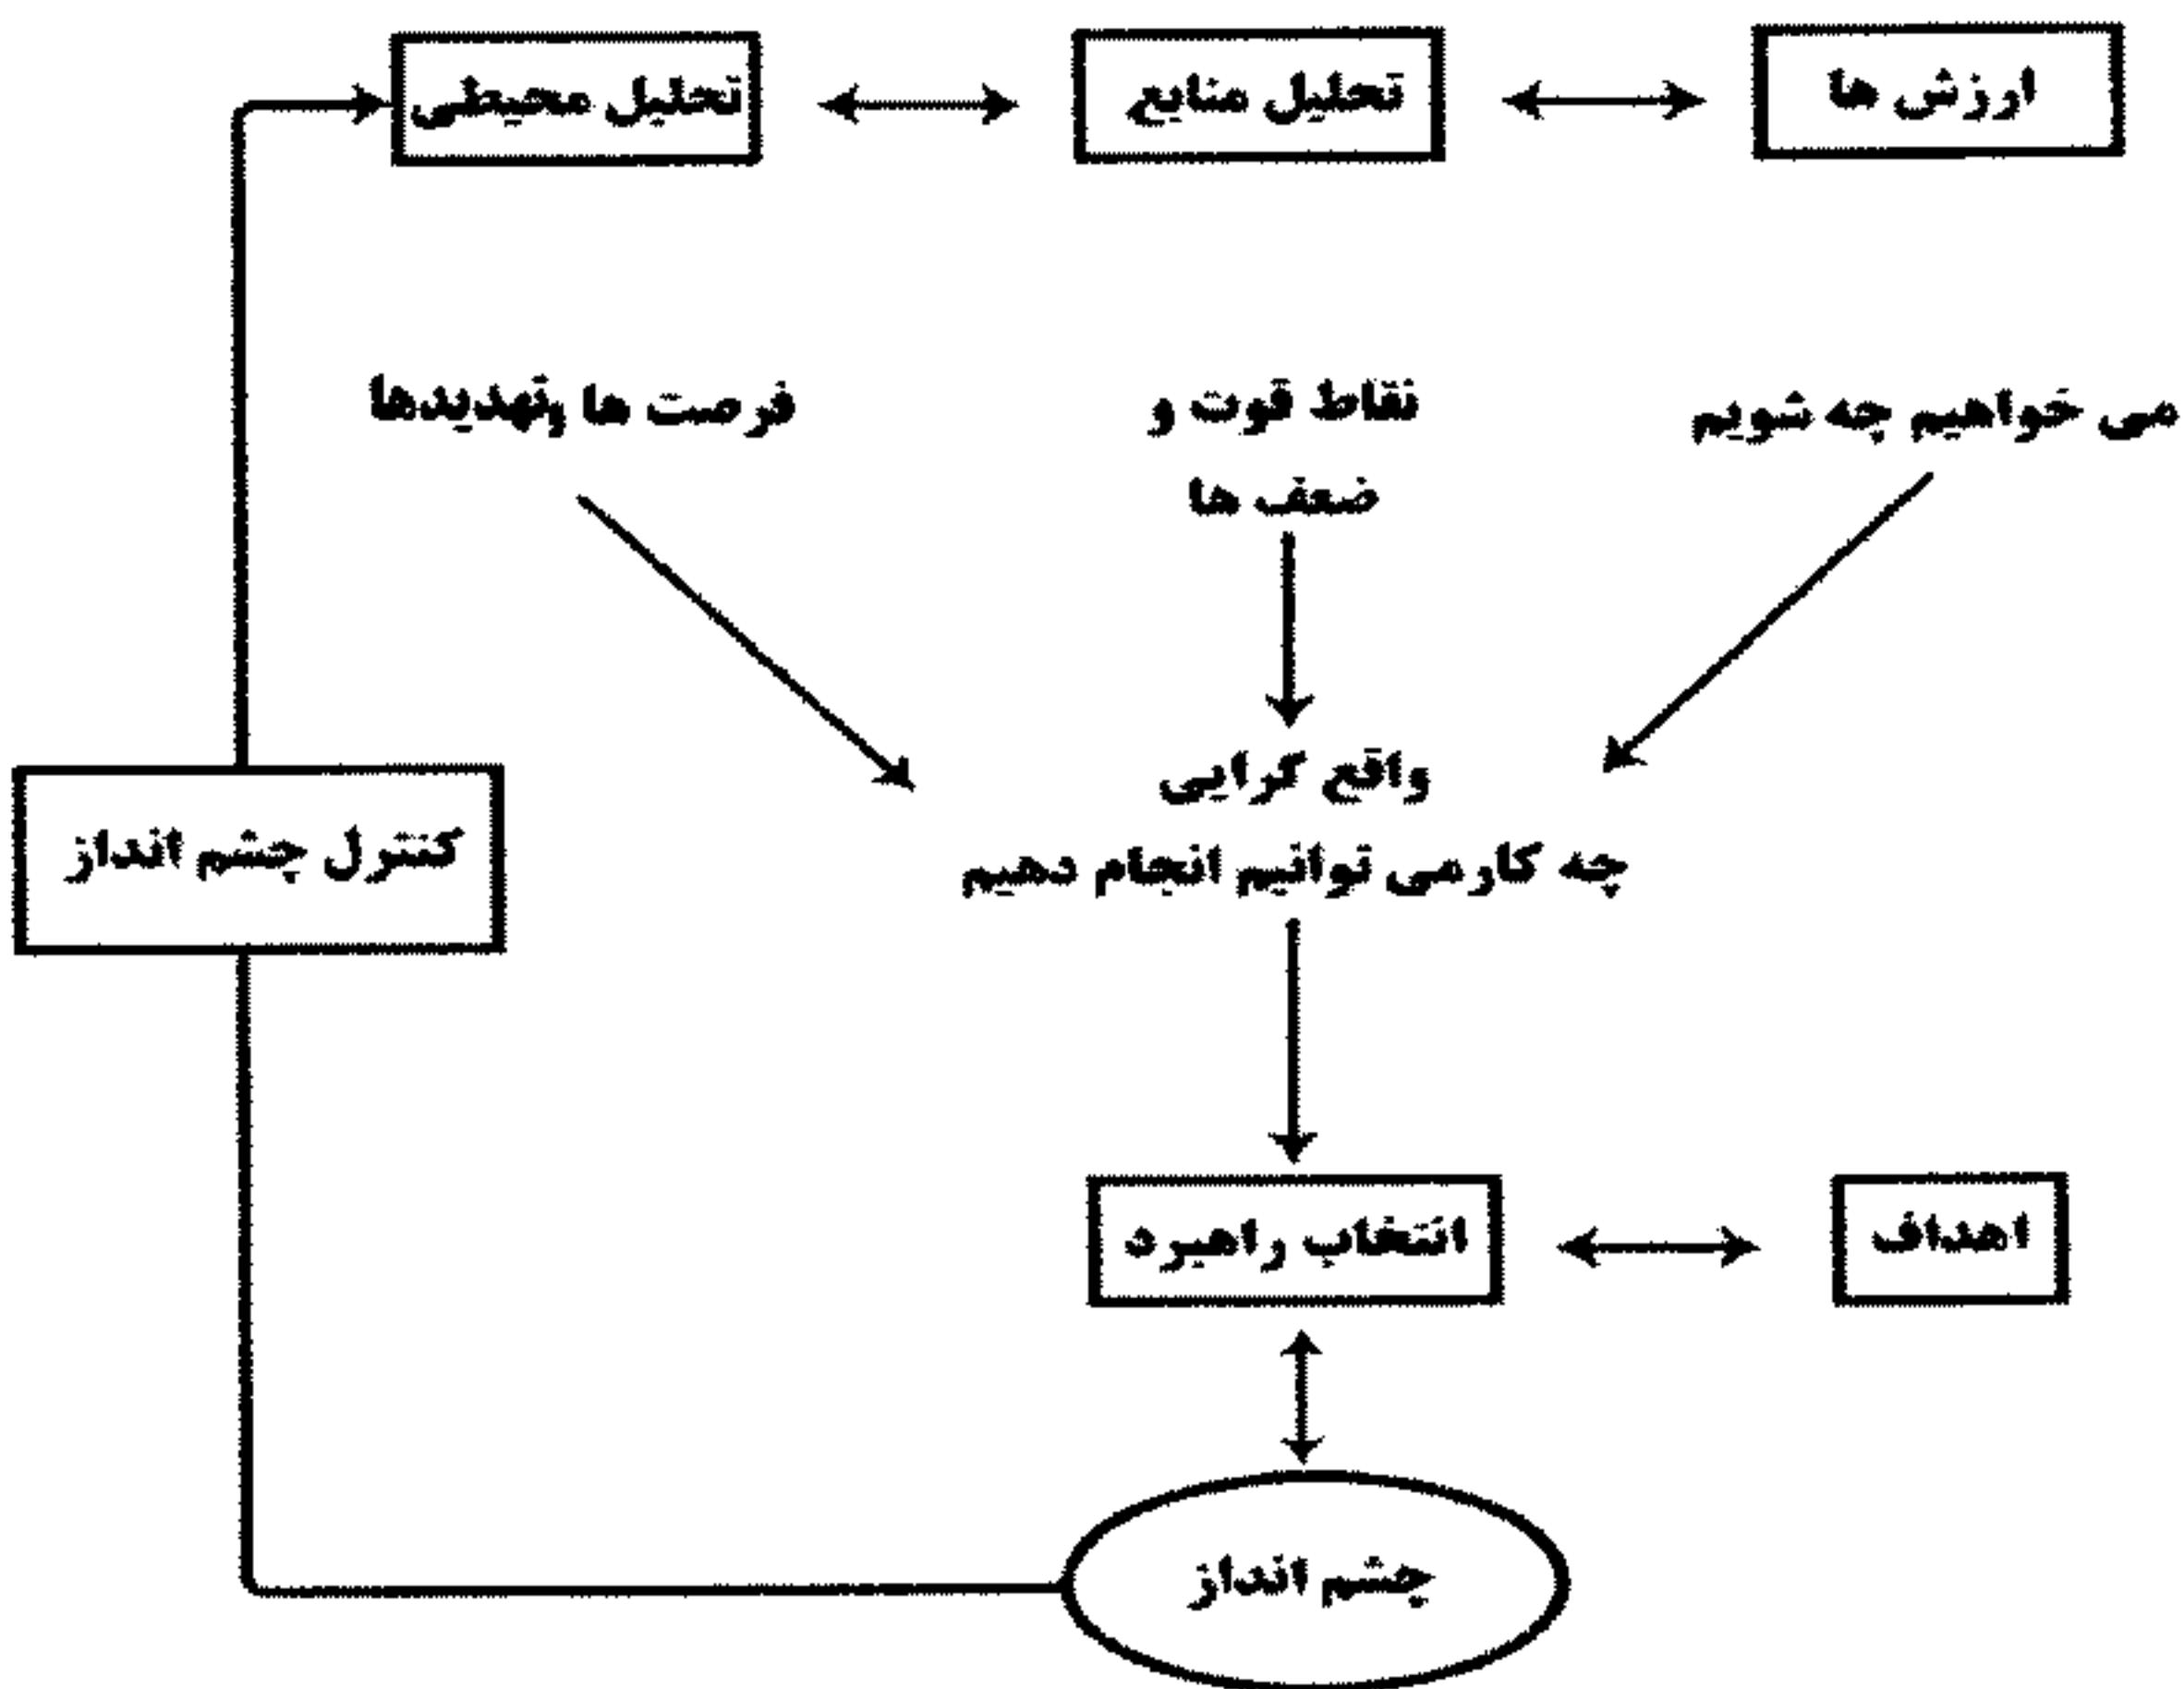 ارزش ها
تحلیل منابع
تحلیل محیطی
می خواهیم چه شویم
نقاط قوت و
ضعف ها
فرصت ها وتهدیدها
واقع گرایی
چه کارمی توانیم انجام دهیم
کنترل چشم انداز
اهداف
انتخاب راهبرد
چشم انداز